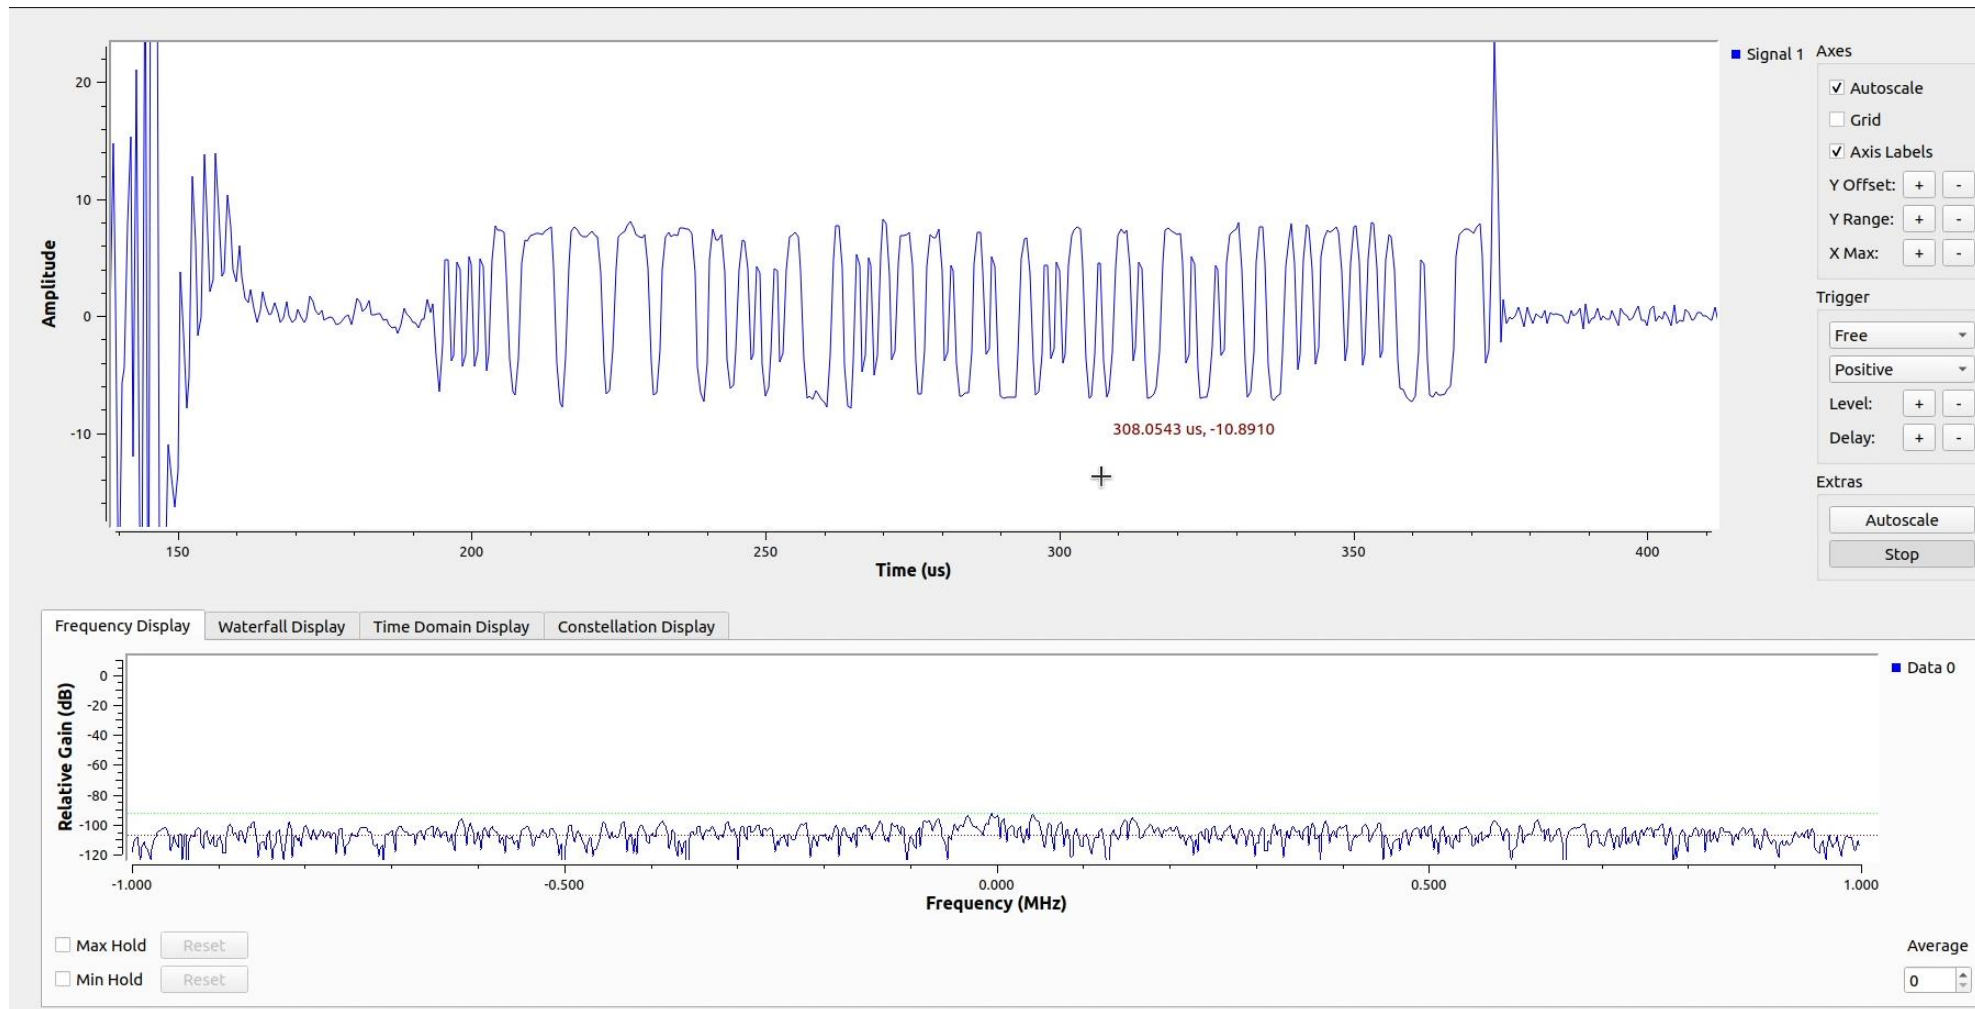 20
10
0
-10
Amplitude
150
200
250
300
350
400
Time (us)
308.0543 us, -10.8910
Signal 1
Axes
Autoscale
Grid
Axis Labels
Y Offset: + -
Y Range: + -
X Max: + -
Trigger
Free
Positive
Level: + -
Delay: + -
Extras
Autoscale
Stop
Frequency Display
Waterfall Display
Time Domain Display
Constellation Display
0
-20
-40
-60
-80
-100
-120
Relative Gain (dB)
-1.000
-0.500
0.000
0.500
1.000
Frequency (MHz)
Data 0
Max Hold Reset
Min Hold Reset
Average
0